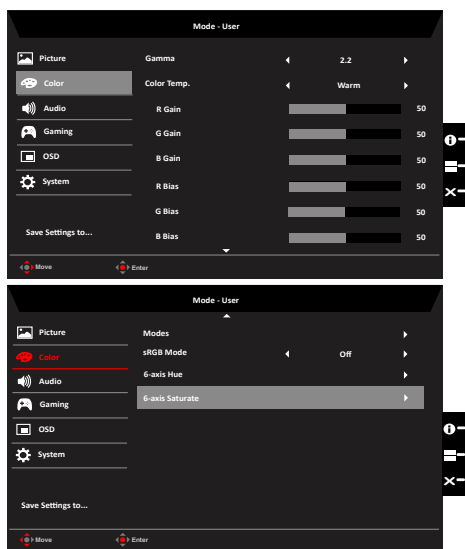 Mode - User
Picture
Gamma 2.2
Color
Color Temp. Warm
Audio
R Gain 50
Gaming
G Gain 50
OSD
B Gain 50
System
R Bias 50
G Bias 50
Save Settings to...
B Bias 50
Move Enter
Mode - User
Picture
Modes
Color
sRGB Mode Off
Audio
6-axis Hue
Gaming
6-axis Saturate
OSD
System
Save Settings to...
Move Enter